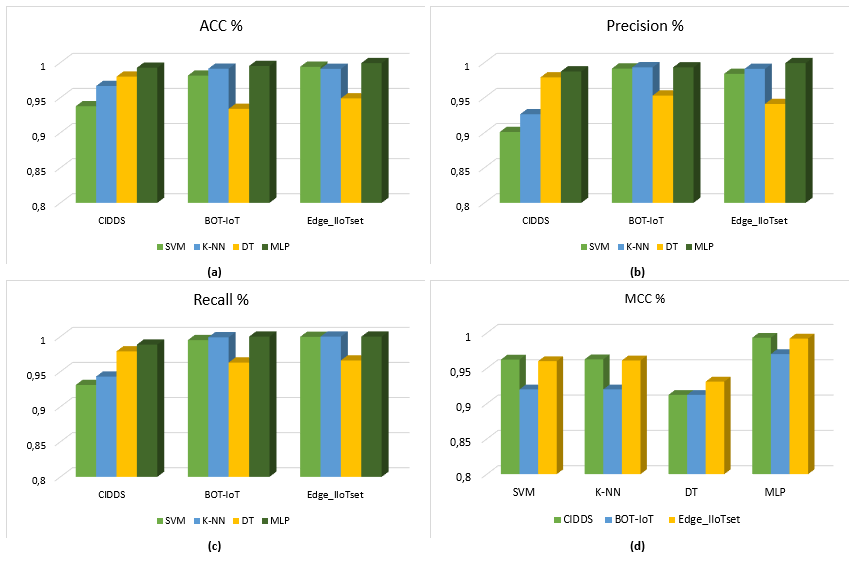 ACC %
1
0,95
0,9
0,85
0,8
CIDDS BOT-IoT Edge_IIoTset
SVM K-NN DT MLP
(a)
Precision %
1
0,95
0,9
0,85
0,8
CIDDS BOT-IoT Edge_IIoTset
SVM K-NN DT MLP
(b)
Recall %
1
0,95
0,9
0,85
0,8
CIDDS BOT-IoT Edge_IIoTset
SVM K-NN DT MLP
(c)
MCC %
1
0,95
0,9
0,85
0,8
SVM K-NN DT MLP
CIDDS BOT-IoT Edge_IIoTset
(d)